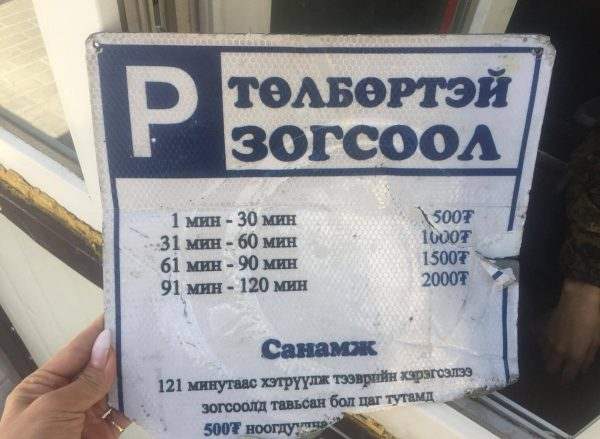 P
ТӨЛБӨРТЭЙ
ЗОГСООЛ
1 мин - 30 мин 500₮
31 мин - 60 мин 1000₮
61 мин - 90 мин 1500₮
91 мин - 120 мин 2000₮
Санамж
121 минутаас хэтрүүлж тээврийн хэрэгсэлээ
зогсоолд тавьсан бол цаг тутамд
500₮